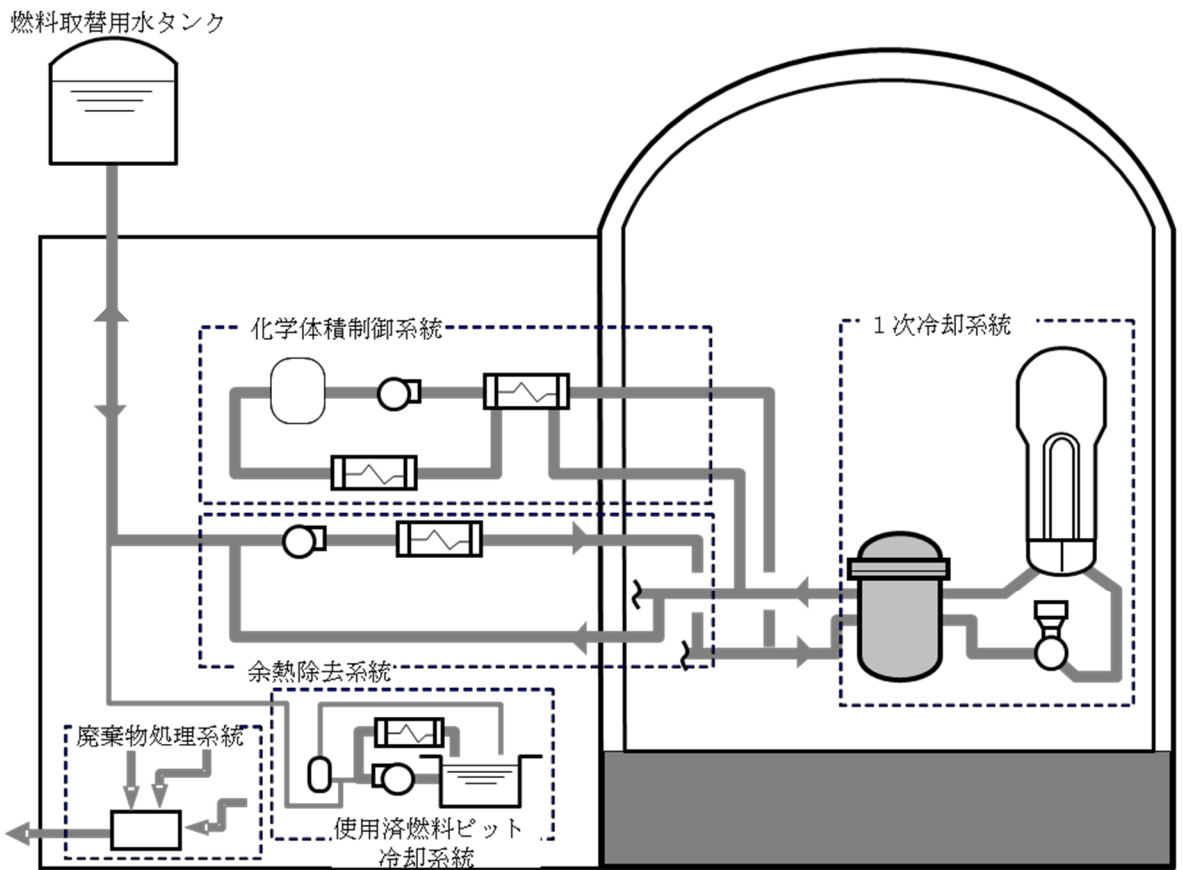 燃料取替用水タンク
化学体積制御系統
１次冷却系統
余熱除去系統
廃棄物処理系統
使用済燃料ピット
冷却系統